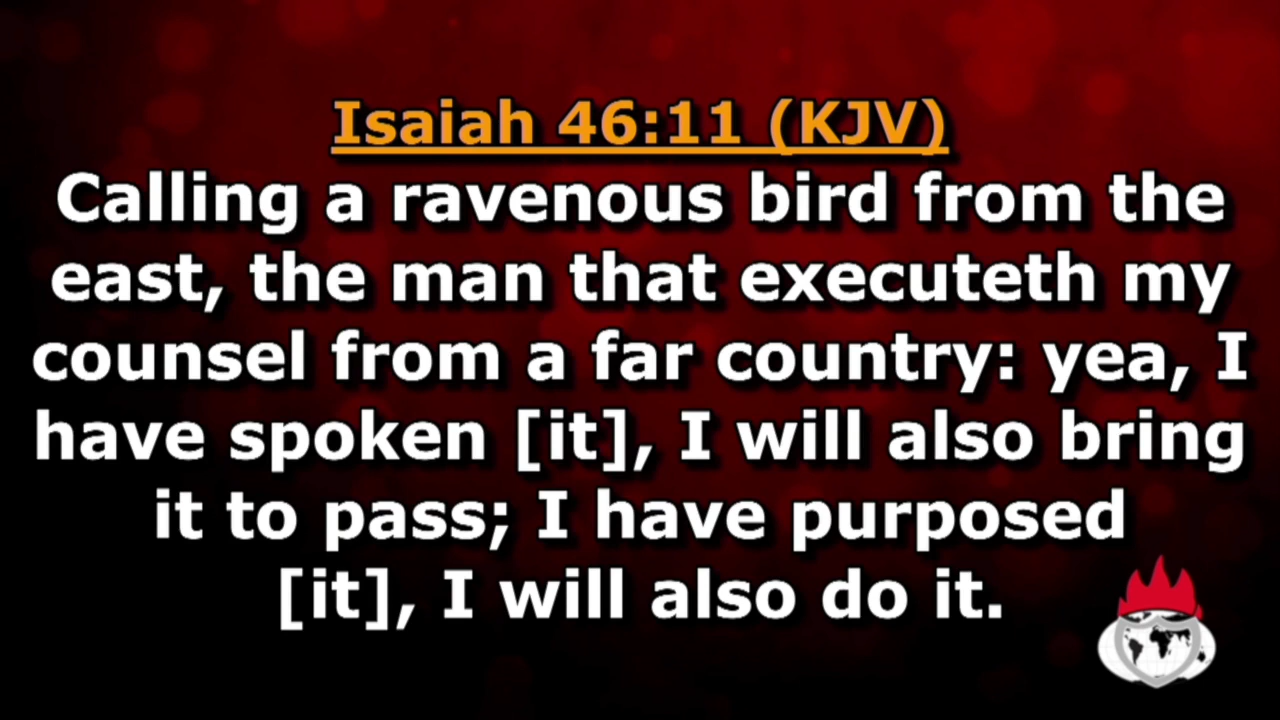 Isaiah 46:11 (KJV)
Calling a ravenous bird from the
east, the man that executeth my
counsel from a far country: yea, I
have spoken [it], I will also bring
it to pass; I have purposed
[it], I will also do it.